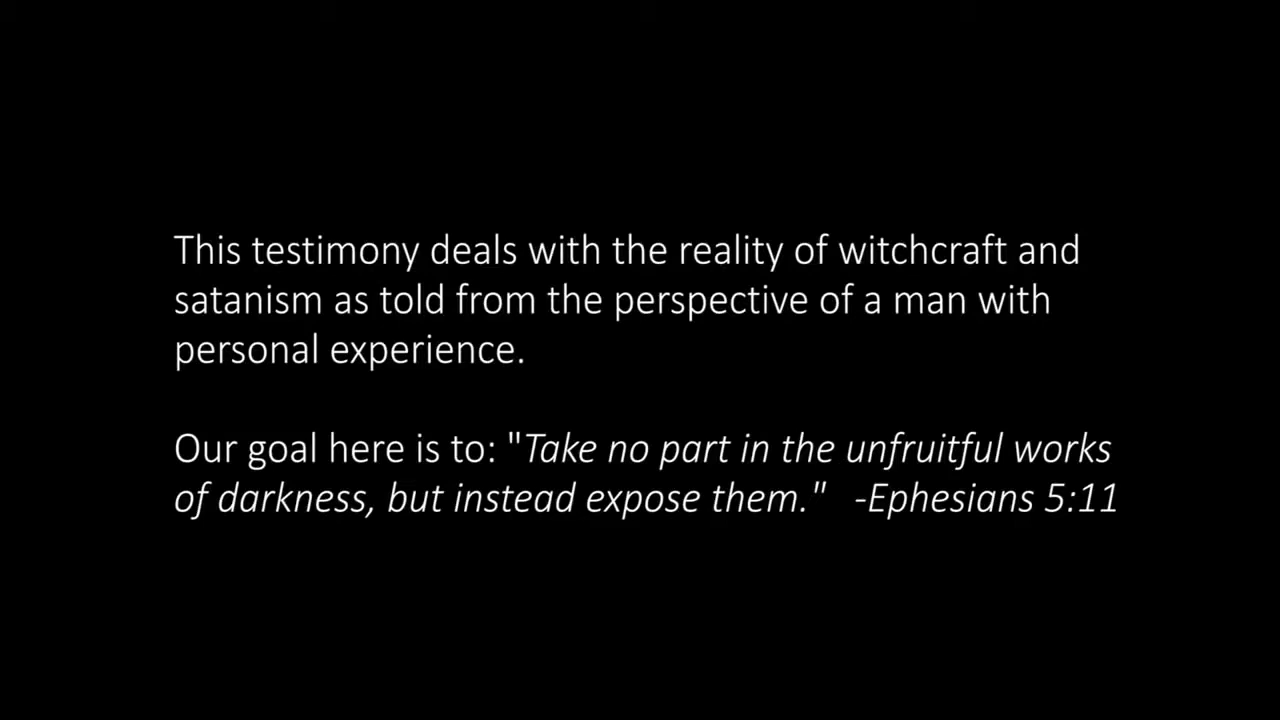 This testimony deals with the reality of witchcraft and
satanism as told from the perspective of a man with
personal experience.
Our goal here is to: "Take no part in the unfruitful works
of darkness, but instead expose them." -Ephesians 5:11